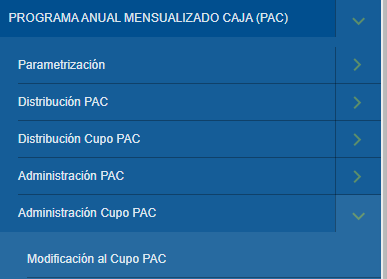 PROGRAMA ANUAL MENSUALIZADO CAJA (PAC)
Parametrización
Distribución PAC
Distribución Cupo PAC
Administración PAC
Administración Cupo PAC
Modificación al Cupo PAC